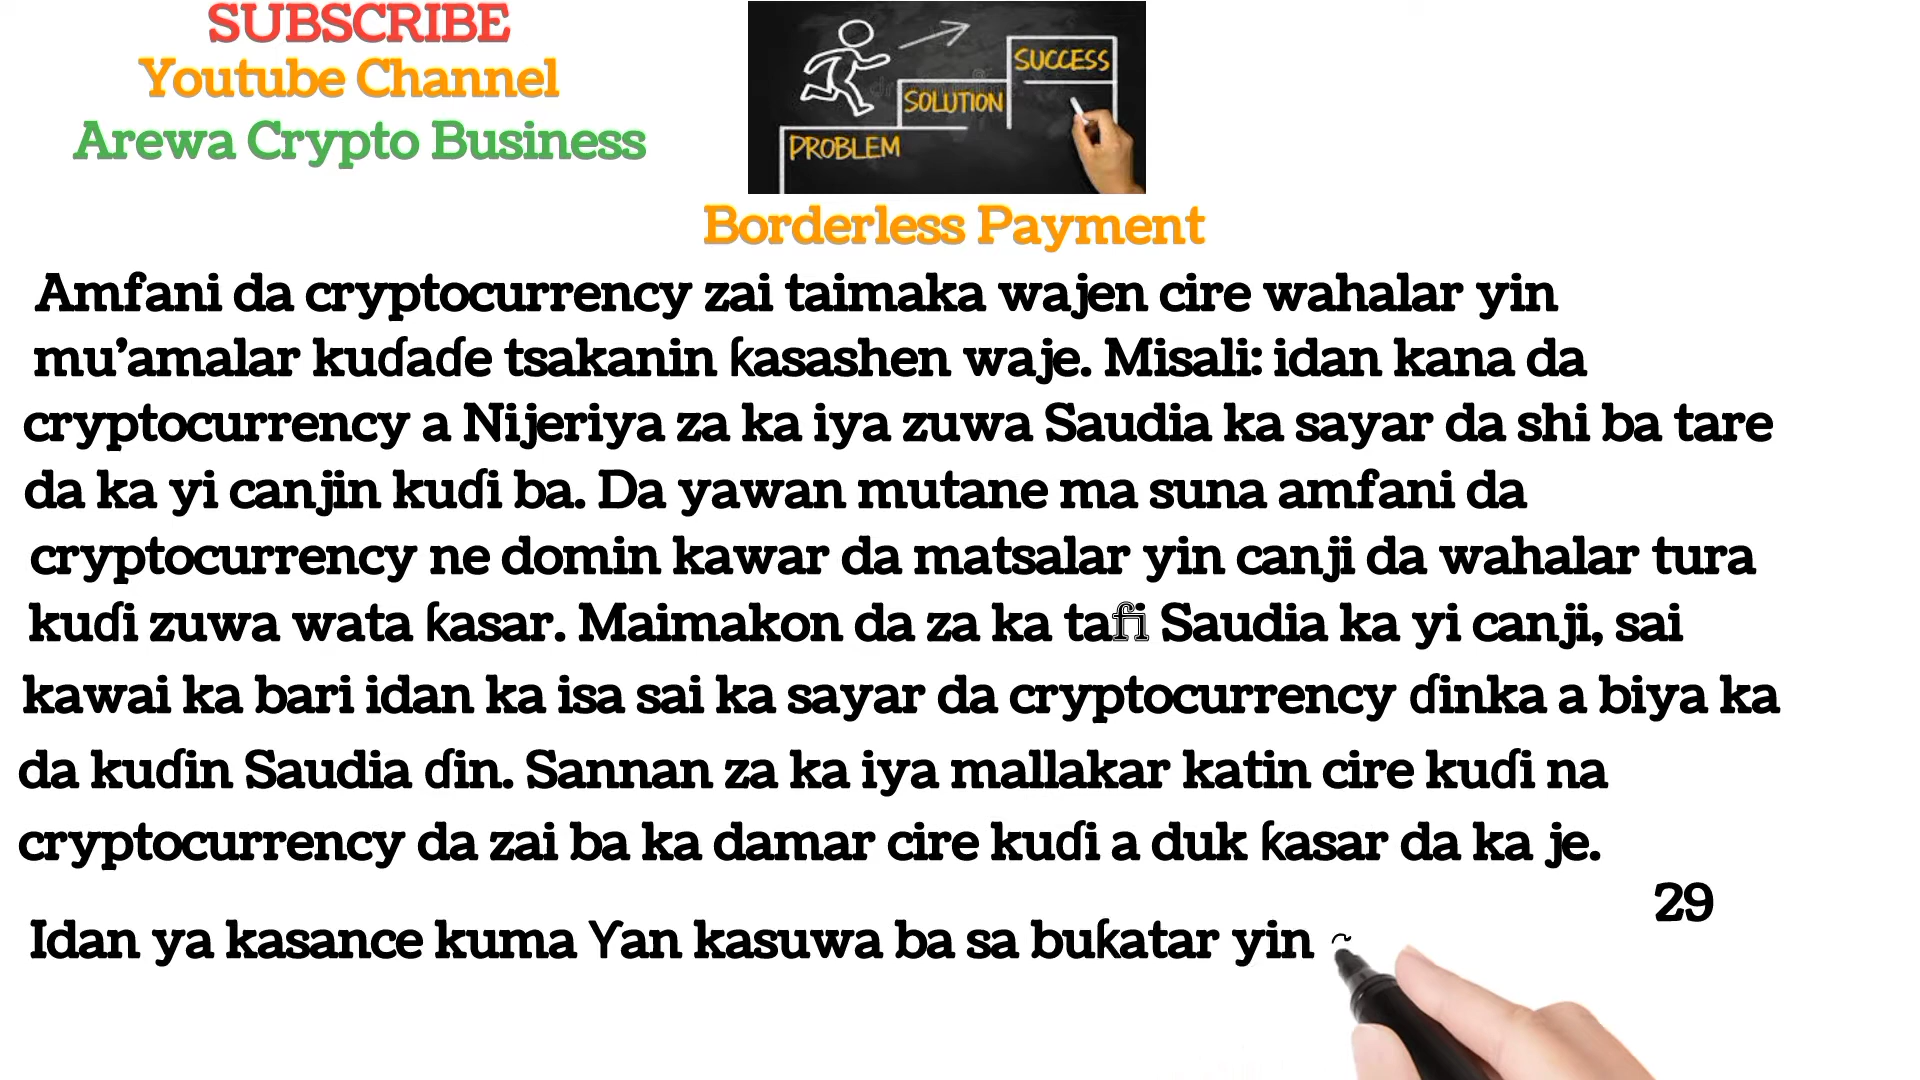 SUBSCRIBE
Youtube Channel
Arewa Crypto Business
SUCCESS
SOLUTION
PROBLEM
Borderless Payment
Amfani da cryptocurrency zai taimaka wajen cire wahalar yin
mu’amalar kuɗaɗe tsakanin ƙasashen waje. Misali: idan kana da
cryptocurrency a Nijeriya za ka iya zuwa Saudia ka sayar da shi ba tare
da ka yi canjin kuɗi ba. Da yawan mutane ma suna amfani da
cryptocurrency ne domin kawar da matsalar yin canji da wahalar tura
kuɗi zuwa wata ƙasar. Maimakon da za ka tafi Saudia ka yi canji, sai
kawai ka bari idan ka isa sai ka sayar da cryptocurrency ɗinka a biya ka
da kuɗin Saudia ɗin. Sannan za ka iya mallakar katin cire kuɗi na
cryptocurrency da zai ba ka damar cire kuɗi a duk ƙasar da ka je.
29
Idan ya kasance kuma Ƴan kasuwa ba sa buƙatar yin